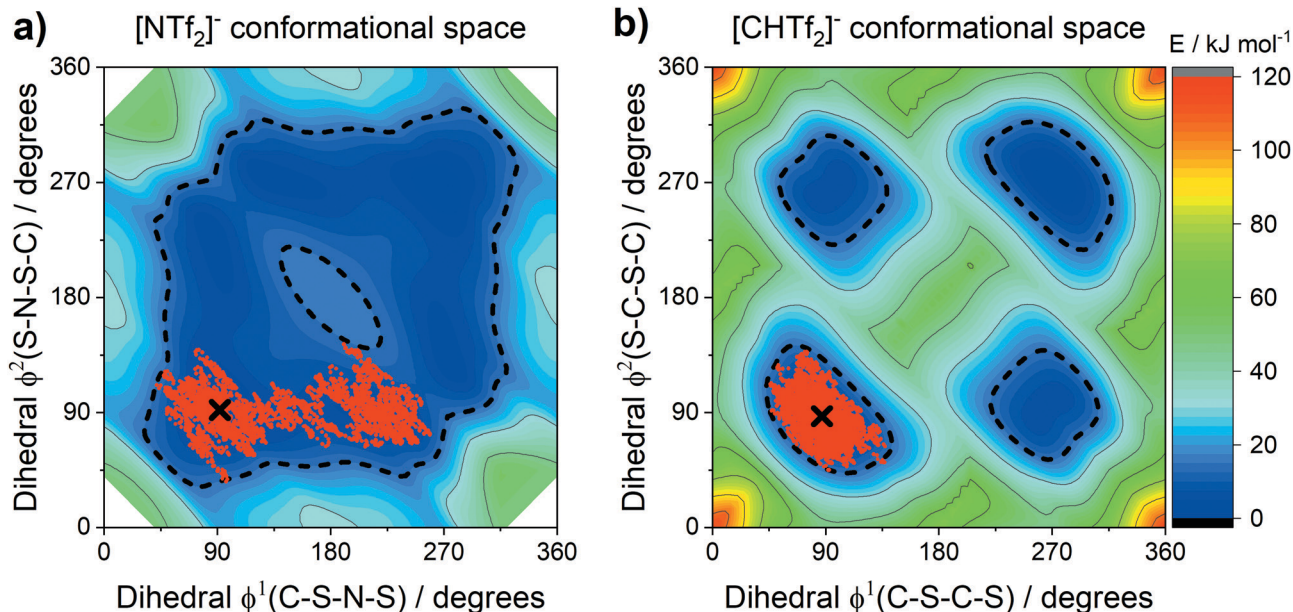 a) [NTf₂]⁻ conformational space
b) [CHTf₂]⁻ conformational space
E / kJ mol⁻¹
Dihedral ϕ²(S-N-S-C) / degrees
360
270
180
90
0
0 90 180 270 360
Dihedral ϕ¹(C-S-N-S) / degrees
Dihedral ϕ²(S-C-S-C) / degrees
360
270
180
90
0
0 90 180 270 360
Dihedral ϕ¹(C-S-C-S) / degrees
120
100
80
60
40
20
0